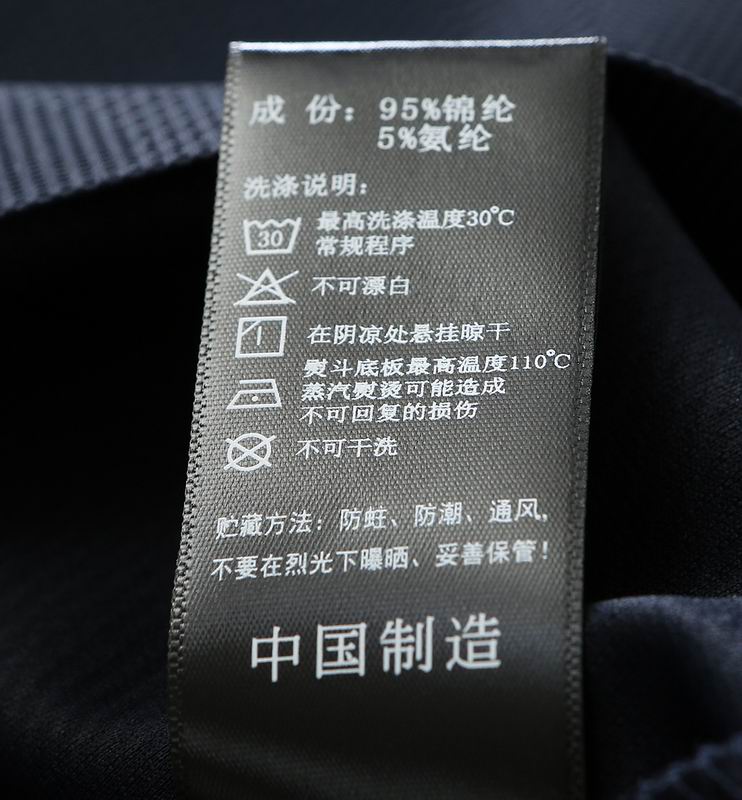 成 份：95%锦纶
5%氨纶
洗涤说明：
30 最高洗涤温度30℃
常规程序
不可漂白
在阴凉处悬挂晾干
熨斗底板最高温度110℃
蒸汽熨烫可能造成
不可回复的损伤
不可干洗
贮藏方法：防蛀、防潮、通风，
不要在烈光下曝晒、妥善保管！
中国制造